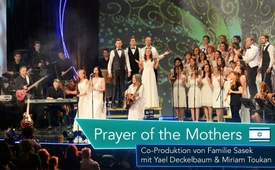 Prayer of the Mothers
Co-Produktion von Familie Sasek
mit Yael Deckelbaum & Miriam Toukan